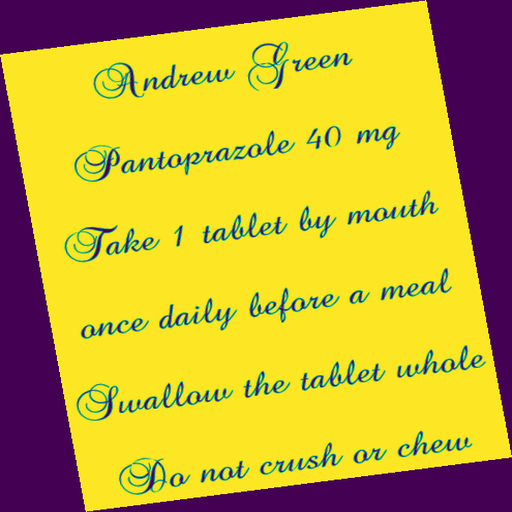 Andrew Green
Pantoprazole 40 mg
Take 1 tablet by mouth
once daily before a meal
Swallow the tablet whole
Do not crush or chew